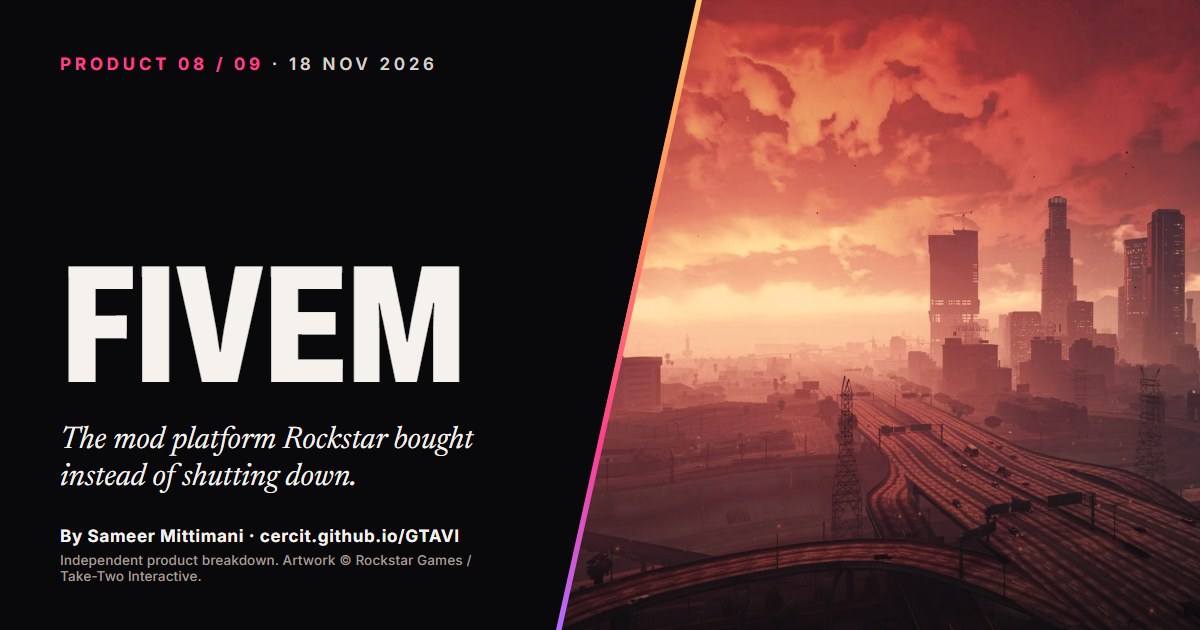 PRODUCT 08 / 09 · 18 NOV 2026
FIVEM
The mod platform Rockstar bought
instead of shutting down.
By Sameer Mittimani · cercit.github.io/GTAVI
Independent product breakdown. Artwork © Rockstar Games /
Take-Two Interactive.